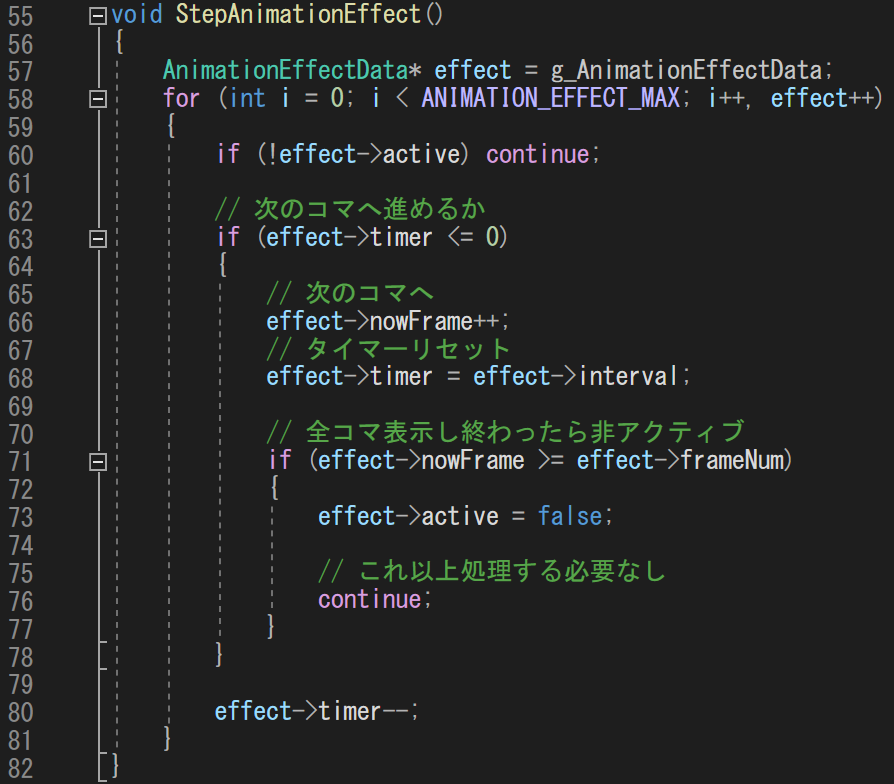 55 void StepAnimationEffect()
56 {
57 AnimationEffectData* effect = g_AnimationEffectData;
58 for (int i = 0; i < ANIMATION_EFFECT_MAX; i++, effect++)
59 {
60 if (!effect->active) continue;
61
62 // 次のコマへ進めるか
63 if (effect->timer <= 0)
64 {
65 // 次のコマへ
66 effect->nowFrame++;
67 // タイマーリセット
68 effect->timer = effect->interval;
69
70 // 全コマ表示し終わったら非アクティブ
71 if (effect->nowFrame >= effect->frameNum)
72 {
73 effect->active = false;
74
75 // これ以上処理する必要なし
76 continue;
77 }
78 }
79
80 effect->timer--;
81 }
82 }